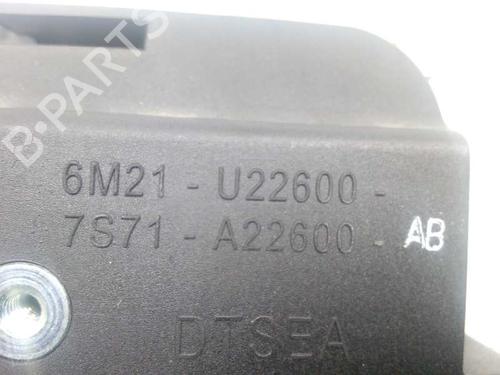 B-PARTS
6M21 - U22600 -
7S71 - A22600 - AB
DTSEA